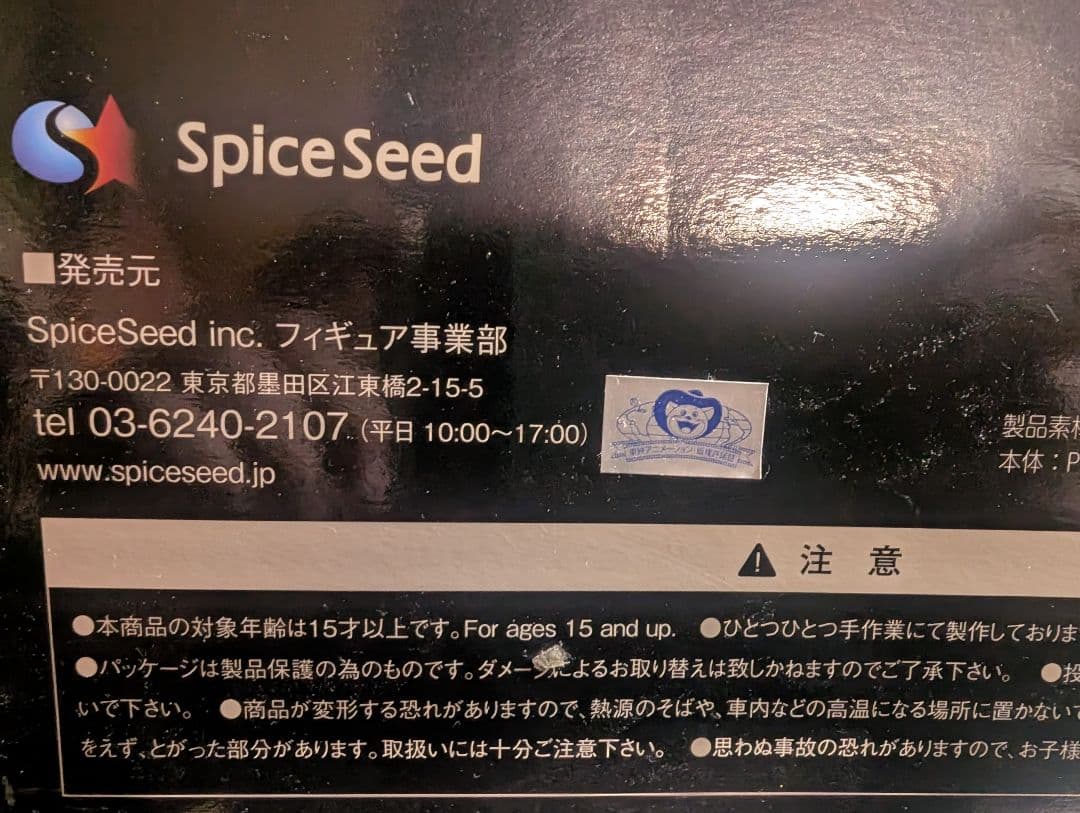 SpiceSeed
■発売元
SpiceSeed inc. フィギュア事業部
〒130-0022 東京都墨田区江東橋2-15-5
tel 03-6240-2107 (平日 10:00〜17:00)
www.spiceseed.jp
東映アニメーション
製品素材
本体：P
⚠ 注 意
●本商品の対象年齢は15才以上です。For ages 15 and up. ●ひとつひとつ手作業にて製作しておりま
●パッケージは製品保護の為のものです。ダメージによるお取り替えは致しかねますのでご了承下さい。 ●投
いで下さい。 ●商品が変形する恐れがありますので、熱源のそばや、車内などの高温になる場所に置かないで
をえず、とがった部分があります。取扱いには十分ご注意下さい。 ●思わぬ事故の恐れがありますので、お子様